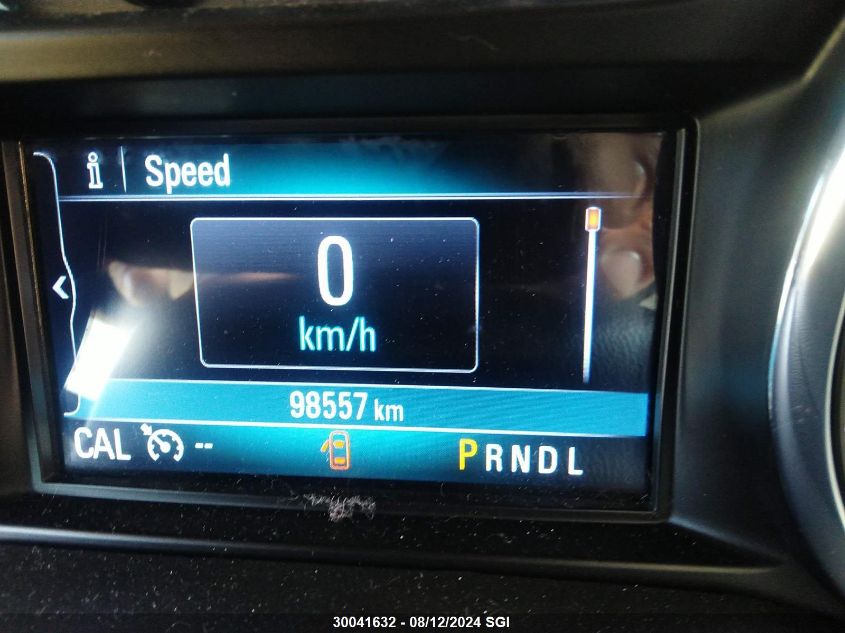 i Speed
0
km/h
98557 km
CAL -- PRNDL
30041632 - 08/12/2024 SGI